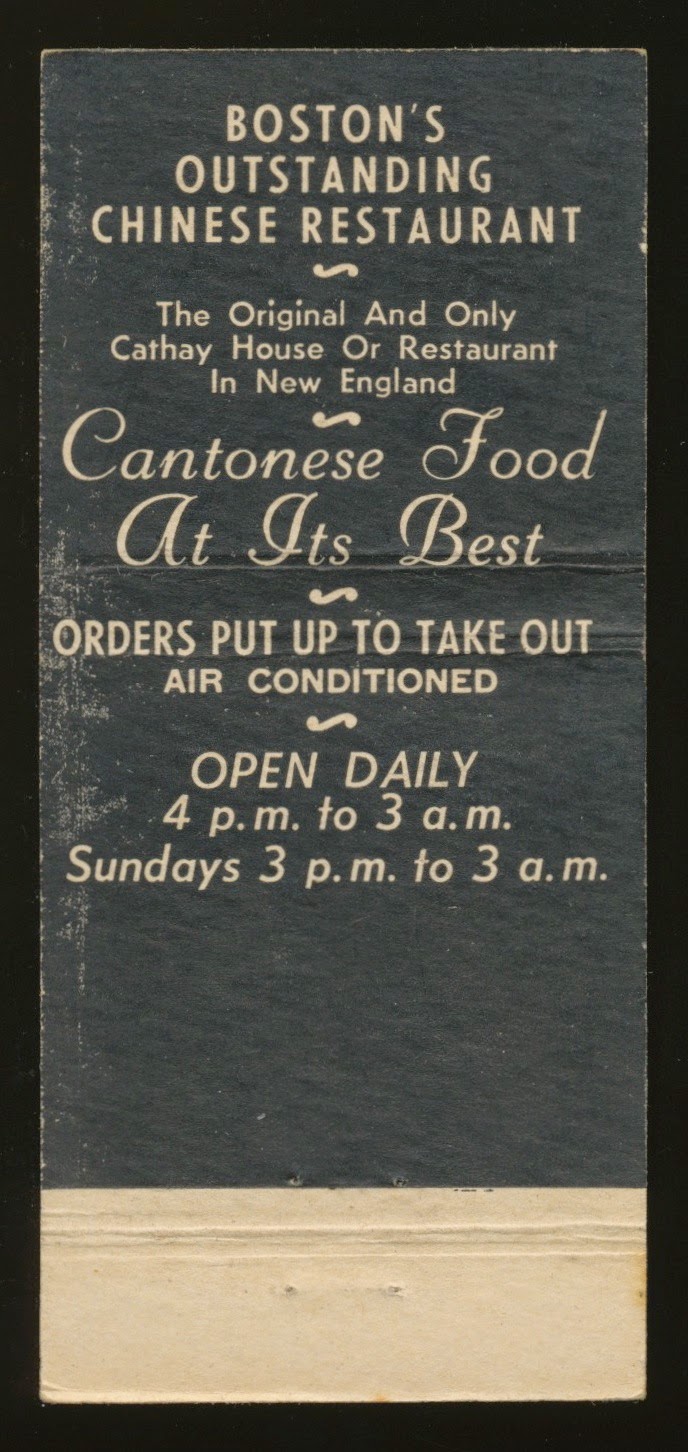 BOSTON'S
OUTSTANDING
CHINESE RESTAURANT
The Original And Only
Cathay House Or Restaurant
In New England
Cantonese Food
At Its Best
ORDERS PUT UP TO TAKE OUT
AIR CONDITIONED
OPEN DAILY
4 p.m. to 3 a.m.
Sundays 3 p.m. to 3 a.m.